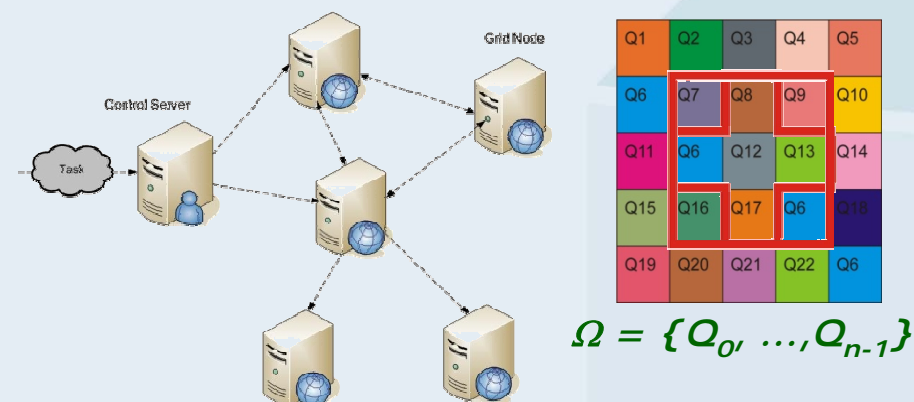 Grid Node
Control Server
Task
Q1 Q2 Q3 Q4 Q5
Q6 Q7 Q8 Q9 Q10
Q11 Q6 Q12 Q13 Q14
Q15 Q16 Q17 Q6 Q18
Q19 Q20 Q21 Q22 Q6
Ω = {Q₀, ...,Qₙ₋₁}